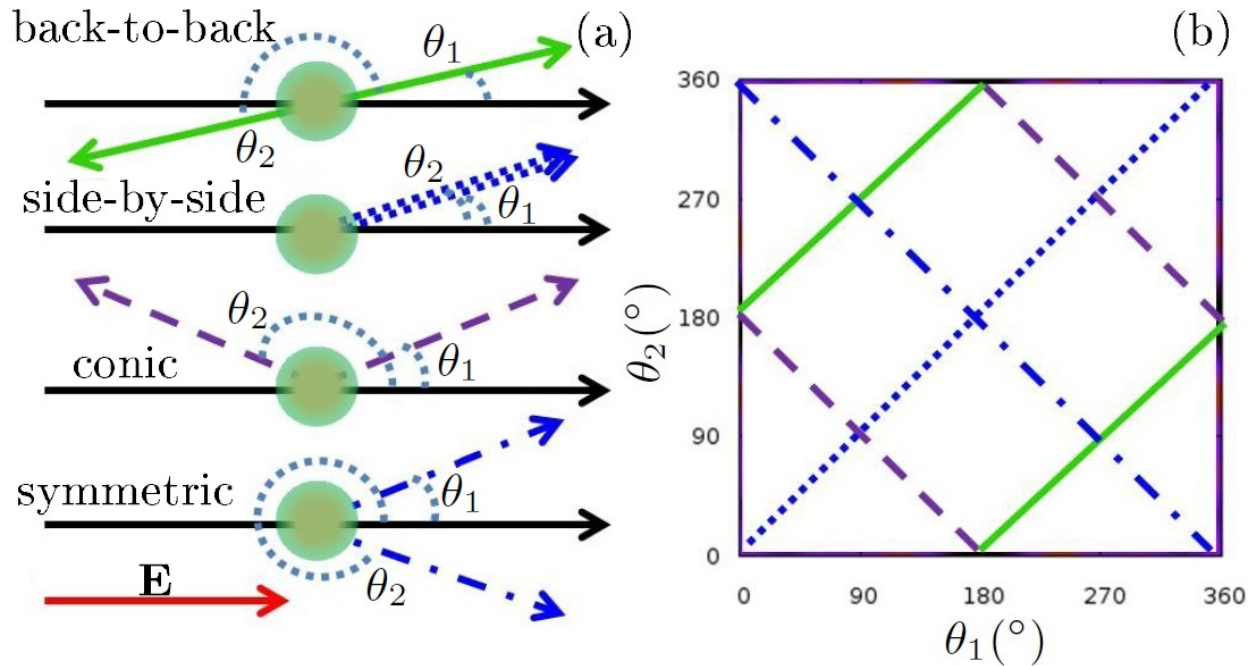 back-to-back
(a)
θ₁
θ₂
side-by-side
θ₂
θ₁
conic
θ₂
θ₁
symmetric
θ₁
θ₂
E
(b)
360
270
180
90
0
θ₂(°)
0 90 180 270 360
θ₁(°)